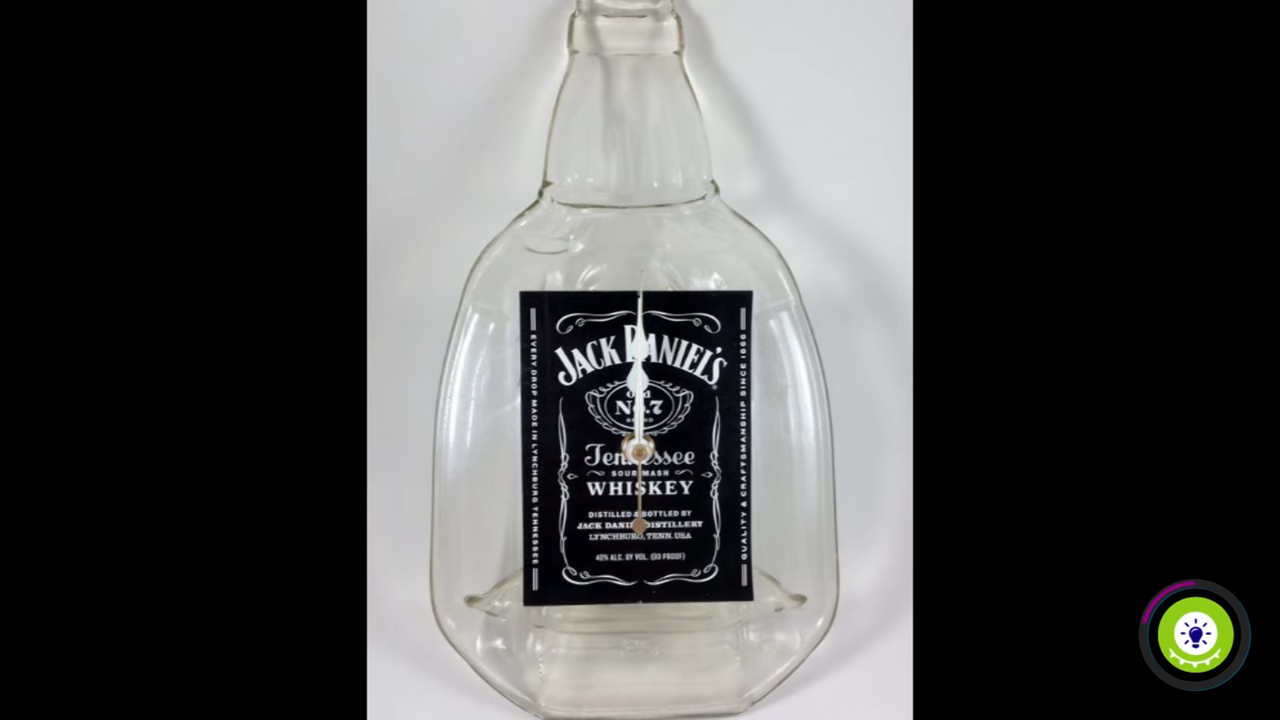 JACK DANIEL'S
Old
No.7
BRAND
Tennessee
SOUR MASH
WHISKEY
DISTILLED & BOTTLED BY
JACK DANIEL DISTILLERY
LYNCHBURG, TENN. USA
40% ALC. BY VOL. (80 PROOF)
EVERY DROP MADE IN LYNCHBURG TENNESSEE
QUALITY & CRAFTSMANSHIP SINCE 1866